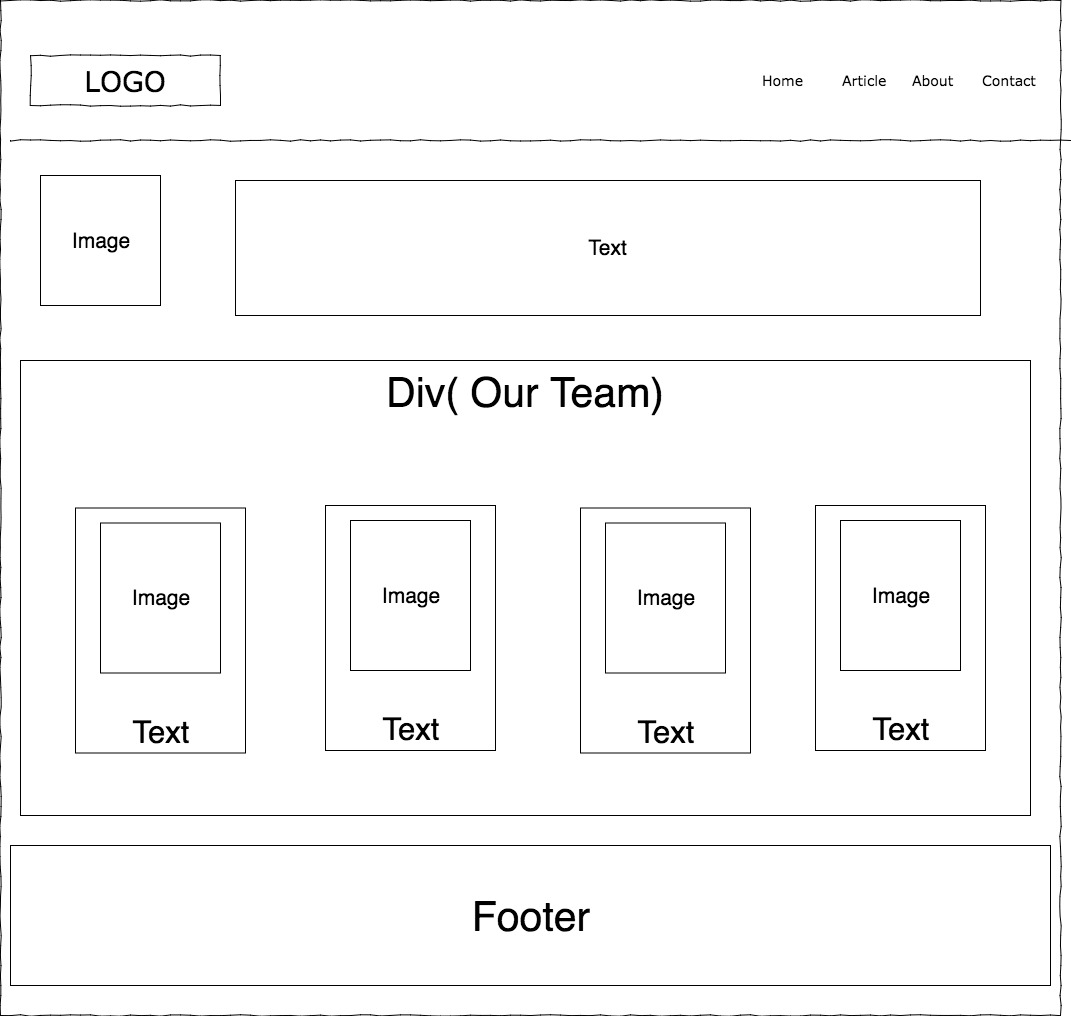 LOGO
Home Article About Contact
Image
Text
Div( Our Team)
Image Image Image Image
Text Text Text Text
Footer